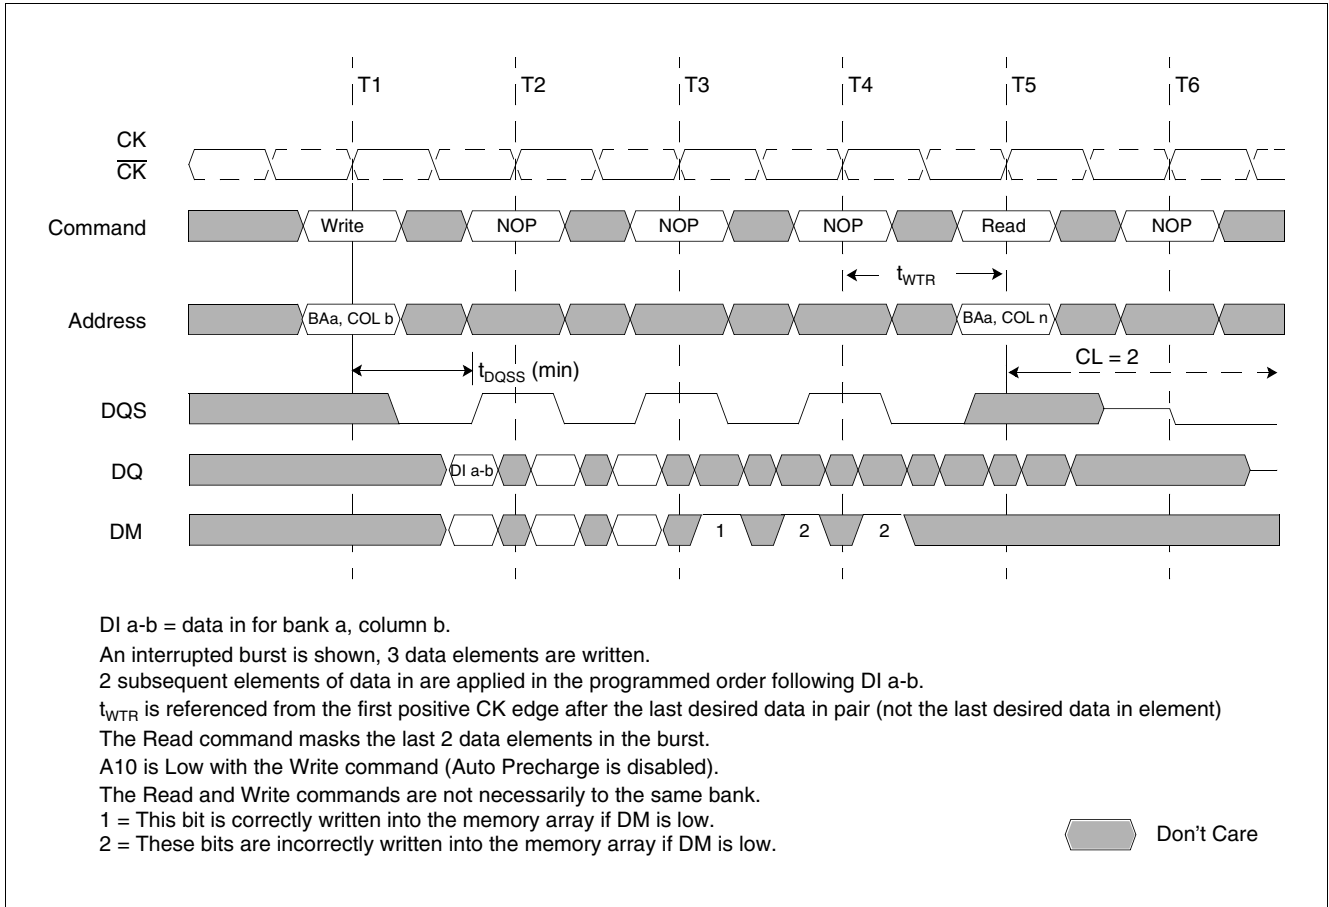 T1 T2 T3 T4 T5 T6
CK
C̅K̅
Command Write NOP NOP NOP Read NOP
tWTR
Address BAa, COL b BAa, COL n
tDQSS (min) CL = 2
DQS
DQ DI a-b
DM 1 2 2
DI a-b = data in for bank a, column b.
An interrupted burst is shown, 3 data elements are written.
2 subsequent elements of data in are applied in the programmed order following DI a-b.
tWTR is referenced from the first positive CK edge after the last desired data in pair (not the last desired data in element)
The Read command masks the last 2 data elements in the burst.
A10 is Low with the Write command (Auto Precharge is disabled).
The Read and Write commands are not necessarily to the same bank.
1 = This bit is correctly written into the memory array if DM is low.
2 = These bits are incorrectly written into the memory array if DM is low.
Don't Care